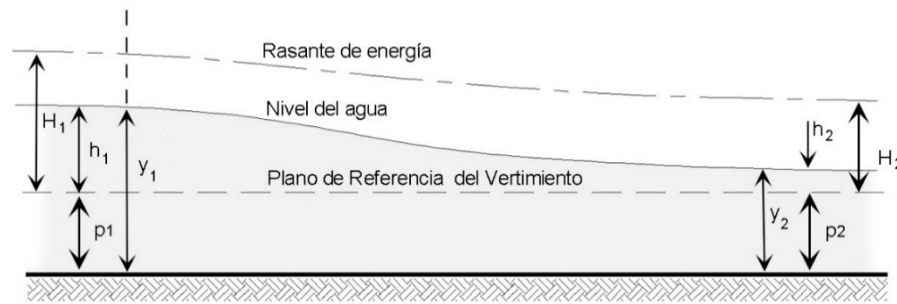 Rasante de energía
Nivel del agua
H1
h1
y1
h2
H2
Plano de Referencia del Vertimiento
p1
y2
p2